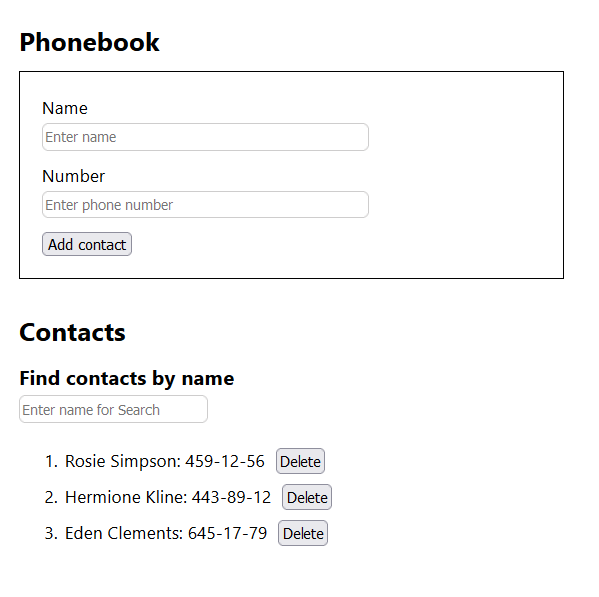 Phonebook
Name
Enter name
Number
Enter phone number
Add contact
Contacts
Find contacts by name
Enter name for Search
1. Rosie Simpson: 459-12-56 Delete
2. Hermione Kline: 443-89-12 Delete
3. Eden Clements: 645-17-79 Delete